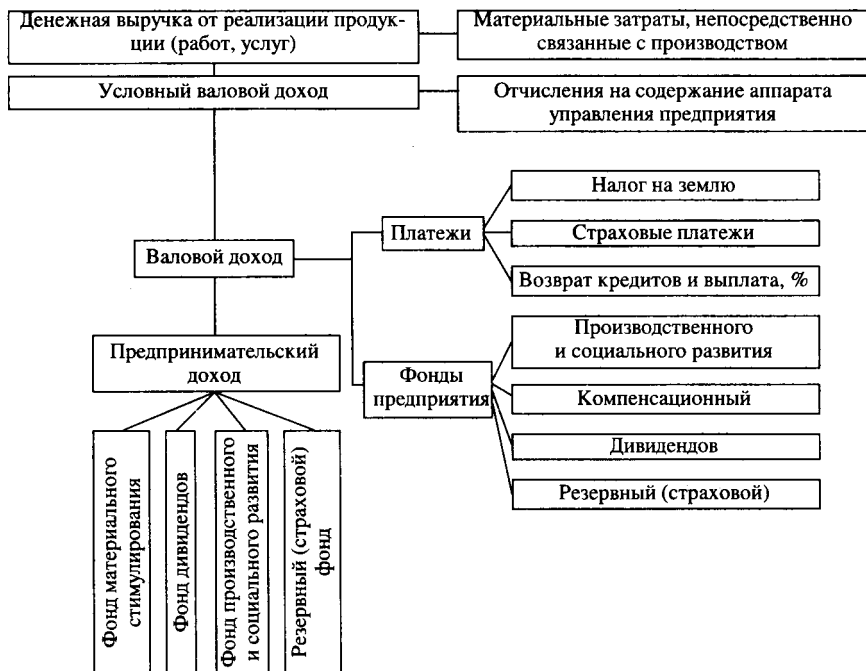 Денежная выручка от реализации продук-
ции (работ, услуг)
Материальные затраты, непосредственно
связанные с производством
Условный валовой доход
Отчисления на содержание аппарата
управления предприятия
Налог на землю
Платежи
Страховые платежи
Валовой доход
Возврат кредитов и выплата, %
Предпринимательский
доход
Производственного
и социального развития
Фонды
предприятия
Компенсационный
Дивидендов
Резервный (страховой)
Фонд материального
стимулирования
Фонд дивидендов
Фонд производственного
и социального развития
Резервный (страховой)
фонд